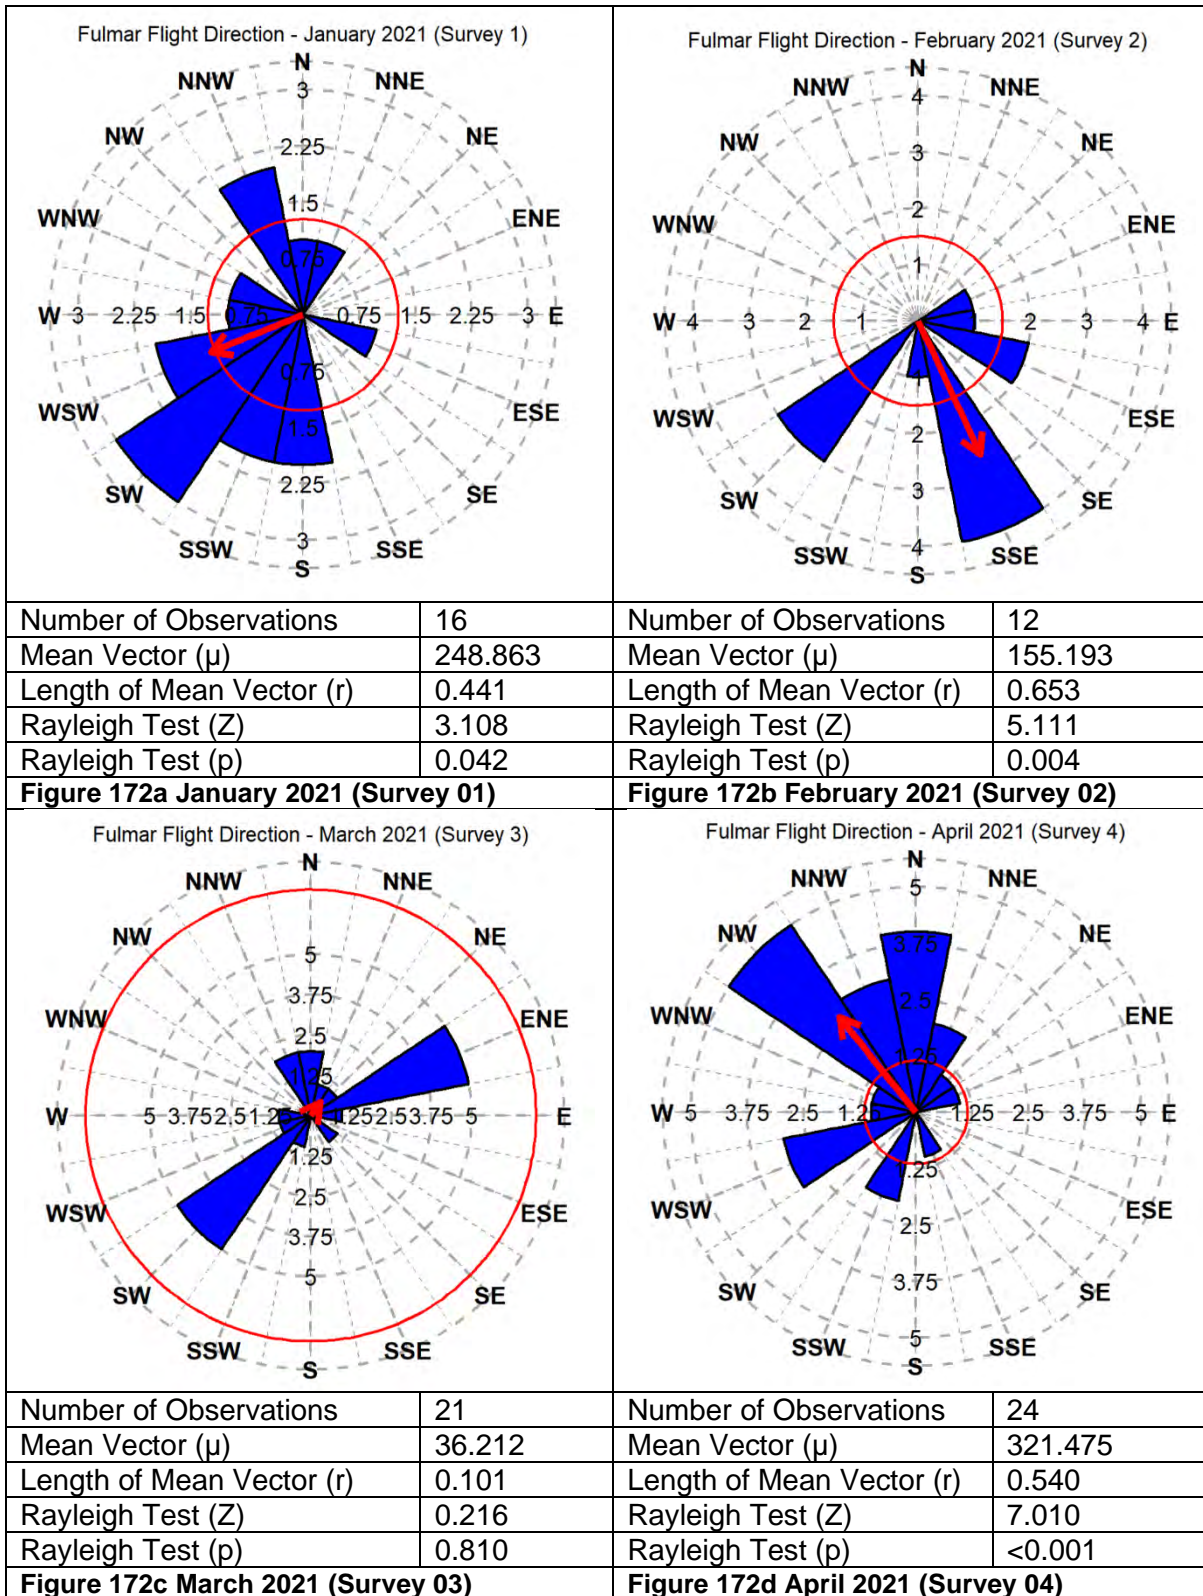 Fulmar Flight Direction - January 2021 (Survey 1)
N
NNW NNE
3
NW NE
2.25
1.5
WNW ENE
0.75
W 3 2.25 1.5 0.75 0.75 1.5 2.25 3 E
0.75
WSW ESE
1.5
2.25
SW SE
3
SSW SSE
S
Number of Observations 16
Mean Vector (µ) 248.863
Length of Mean Vector (r) 0.441
Rayleigh Test (Z) 3.108
Rayleigh Test (p) 0.042
Figure 172a January 2021 (Survey 01)
Fulmar Flight Direction - February 2021 (Survey 2)
N
NNW NNE
4
NW NE
3
2
WNW ENE
1
W 4 3 2 1 1 2 3 4 E
1
WSW ESE
2
3
SW SE
4
SSW SSE
S
Number of Observations 12
Mean Vector (µ) 155.193
Length of Mean Vector (r) 0.653
Rayleigh Test (Z) 5.111
Rayleigh Test (p) 0.004
Figure 172b February 2021 (Survey 02)
Fulmar Flight Direction - March 2021 (Survey 3)
N
NNW NNE
NW NE
5
3.75
WNW ENE
2.5
1.25
W 5 3.75 2.5 1.25 1.25 2.5 3.75 5 E
1.25
2.5
WSW ESE
3.75
5
SW SE
SSW SSE
S
Number of Observations 21
Mean Vector (µ) 36.212
Length of Mean Vector (r) 0.101
Rayleigh Test (Z) 0.216
Rayleigh Test (p) 0.810
Figure 172c March 2021 (Survey 03)
Fulmar Flight Direction - April 2021 (Survey 4)
N
NNW NNE
5
NW NE
3.75
2.5
WNW ENE
1.25
W 5 3.75 2.5 1.25 1.25 2.5 3.75 5 E
1.25
WSW ESE
2.5
3.75
SW SE
5
SSW SSE
S
Number of Observations 24
Mean Vector (µ) 321.475
Length of Mean Vector (r) 0.540
Rayleigh Test (Z) 7.010
Rayleigh Test (p) <0.001
Figure 172d April 2021 (Survey 04)